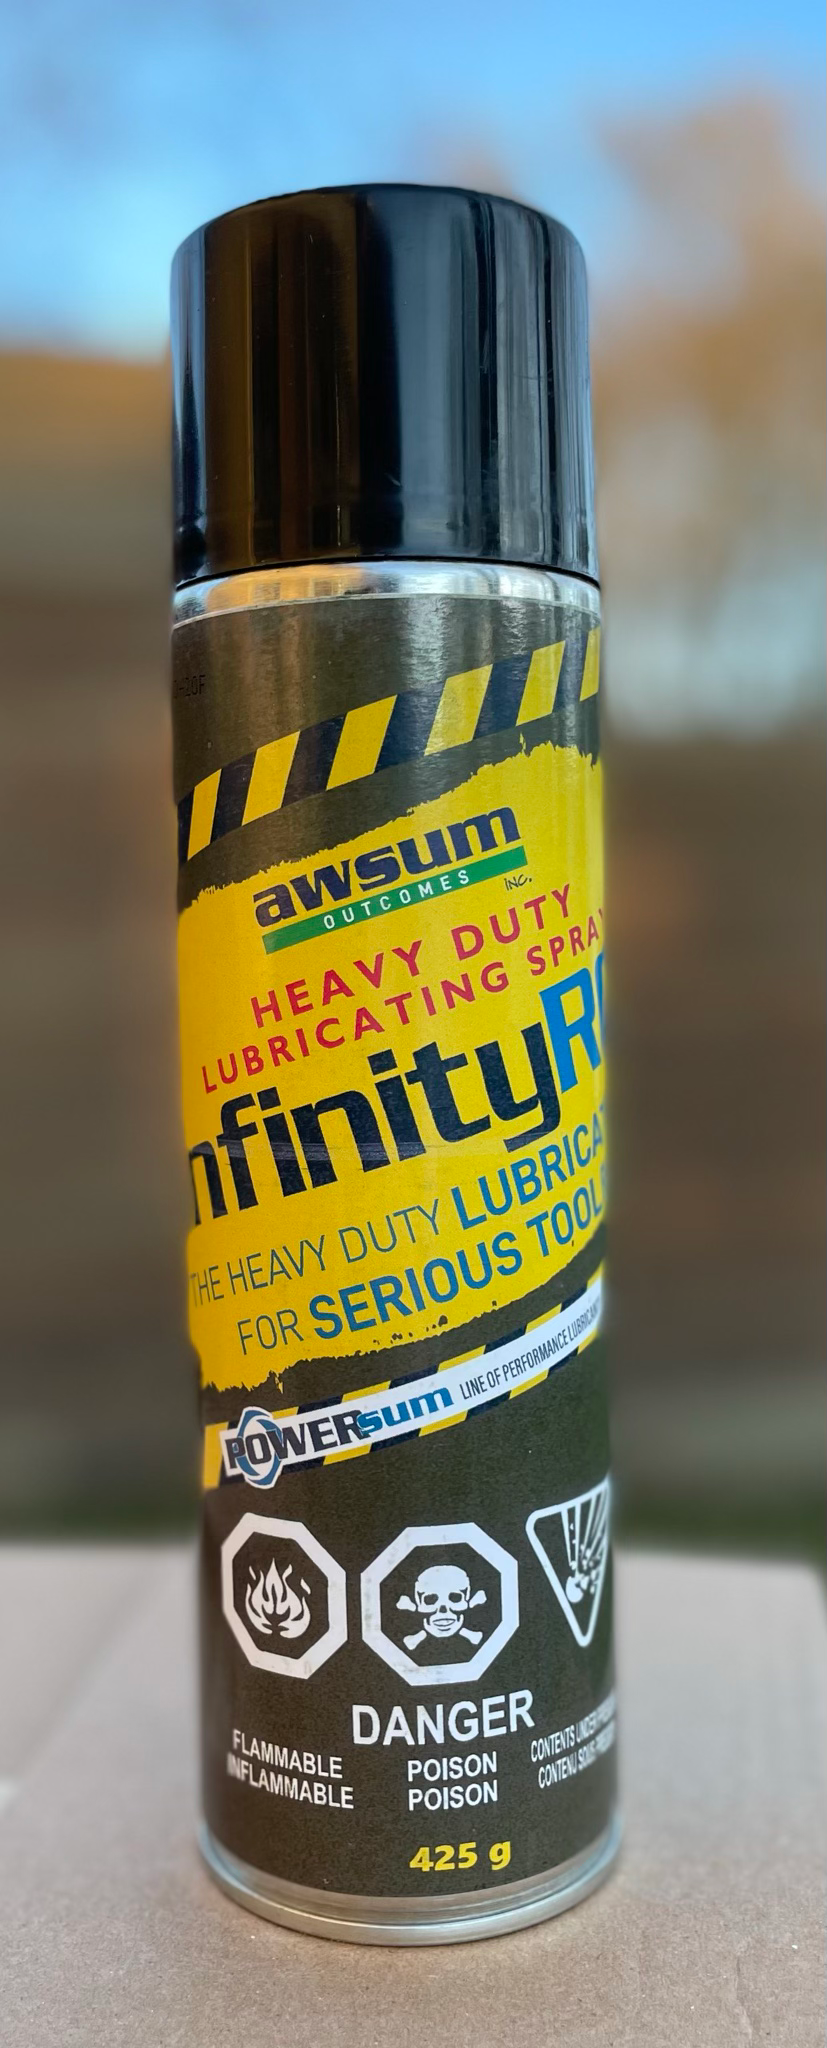 awsum
OUTCOMES
INC.
HEAVY DUTY
LUBRICATING SPRAY
nfinityR
THE HEAVY DUTY LUBRICA
FOR SERIOUS TOOL
POWERsum LINE OF PERFORMANCE LUBRICAN
DANGER
FLAMMABLE
INFLAMMABLE
POISON
POISON
CONTENTS UNDER
CONTENU SOUS
425 g